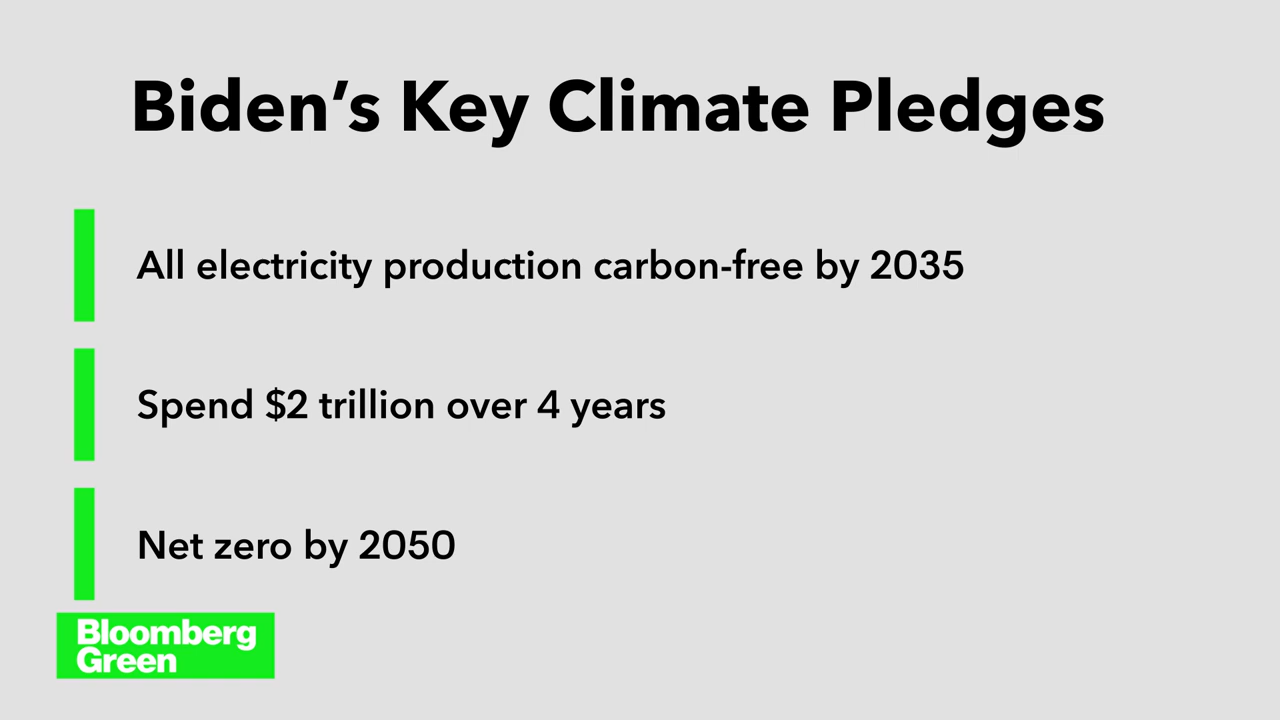 Biden’s Key Climate Pledges
All electricity production carbon-free by 2035
Spend $2 trillion over 4 years
Net zero by 2050
Bloomberg
Green